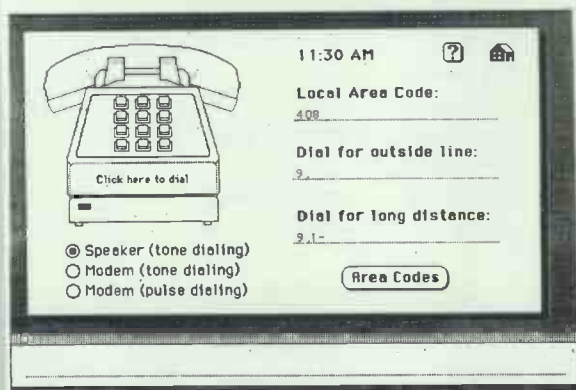 11:30 AM
?
Local Area Code:
408
Dial for outside line:
9,
Click here to dial
Dial for long distance:
9,1-
Speaker (tone dialing)
Modem (tone dialing)
Modem (pulse dialing)
Area Codes